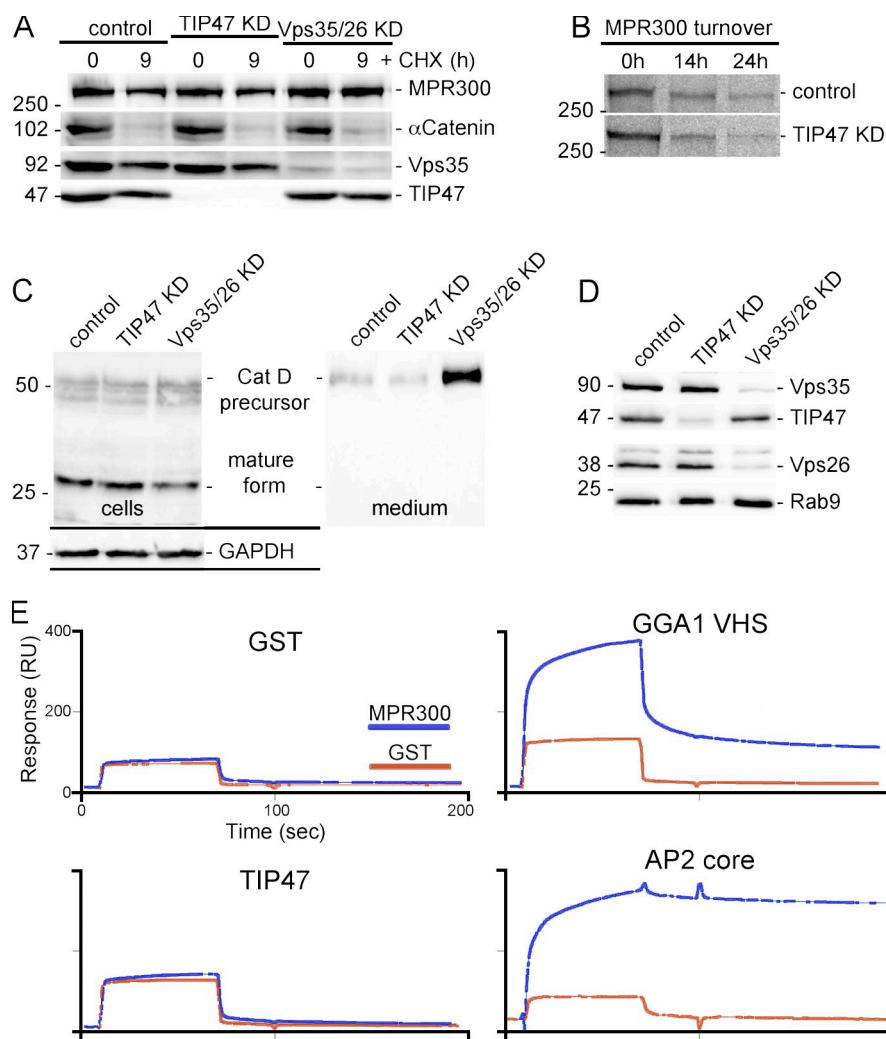 A
control TIP47 KD Vps35/26 KD
0 9 0 9 0 9 + CHX (h)
- MPR300
250 -
102 - - αCatenin
92 - - Vps35
47 - - TIP47
B MPR300 turnover
0h 14h 24h
- control
250 -
- TIP47 KD
250 -
C
control TIP47 KD Vps35/26 KD
control TIP47 KD Vps35/26 KD
50 - - Cat D -
precursor
mature
- form -
25 -
cells medium
37 - - GAPDH
D
control TIP47 KD Vps35/26 KD
90 - - Vps35
47 - - TIP47
38 - - Vps26
25 -
- Rab9
E
400
GST
Response (RU)
200
MPR300
GST
0
0 100 200
Time (sec)
GGA1 VHS
TIP47
AP2 core